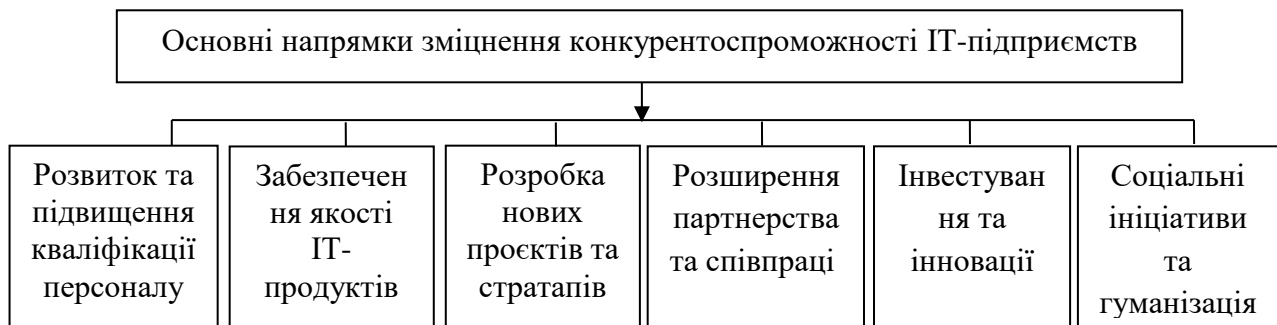 Основні напрямки зміцнення конкурентоспроможності ІТ-підприємств
Розвиток та
підвищення
кваліфікації
персоналу
Забезпечен
ня якості
ІТ-
продуктів
Розробка
нових
проєктів та
стратапів
Розширення
партнерства
та співпраці
Інвестуван
ня та
інновації
Соціальні
ініціативи
та
гуманізація